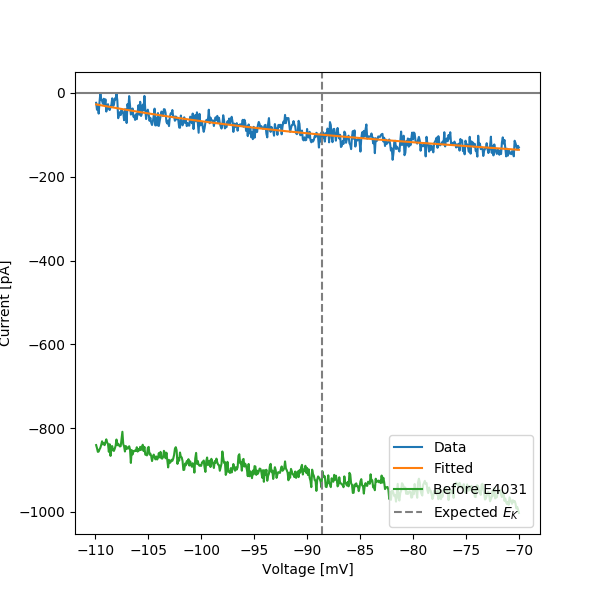 0
−200
−400
−600
−800
−1000
Current [pA]
−110 −105 −100 −95 −90 −85 −80 −75 −70
Voltage [mV]
Data
Fitted
Before E4031
Expected E_K